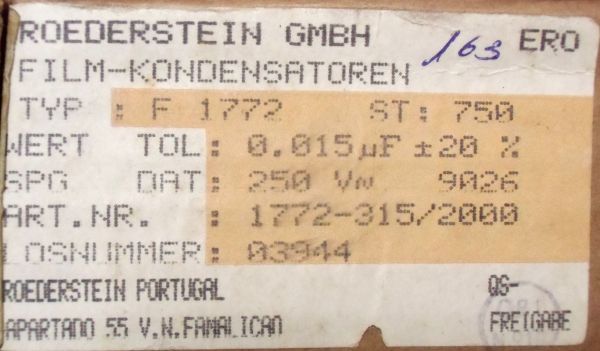 ROEDERSTEIN GMBH 163 ERO
FILM-KONDENSATOREN
TYP : F 1772 ST: 750
WERT TOL: 0.015µF ±20 %
SPG DAT: 250 V~ 9026
ART.NR. : 1772-315/2000
LOSNUMMER: 03944
ROEDERSTEIN PORTUGAL QS-
APARTADO 55 V.N.FAMALICAO FREIGABE